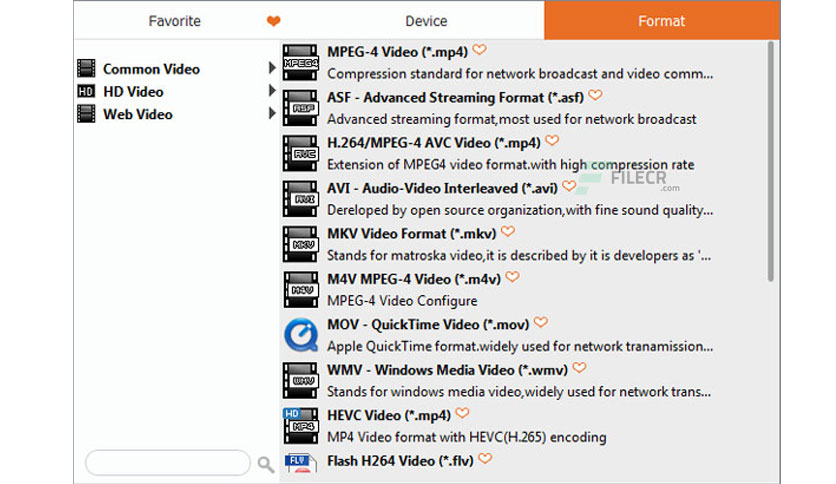 Favorite
Device
Format
Common Video
HD Video
Web Video
MPEG-4 Video (*.mp4)
Compression standard for network broadcast and video comm...
ASF - Advanced Streaming Format (*.asf)
Advanced streaming format,most used for network broadcast
H.264/MPEG-4 AVC Video (*.mp4)
Extension of MPEG4 video format.with high compression rate
AVI - Audio-Video Interleaved (*.avi)
Dereloped by open source organization,with fine sound quality...
MKV Video Format (*.mkv)
Stands for matroska video,it is described by it is developers as '...
M4V MPEG-4 Video (*.m4v)
MPEG-4 Video Configure
MOV - QuickTime Video (*.mov)
Apple QuickTime format.widely used for network tranamission...
WMV - Windows Media Video (*.wmv)
Stands for windows media video,widely used for network trans...
HEVC Video (*.mp4)
MP4 Video format with HEVC(H.265) encoding
Flash H264 Video (*.flv)
HD
MPEG4
ASF
AVC
AVI
MKV
M4V
WMV
HD
MP4
FLV
FILECR
.com